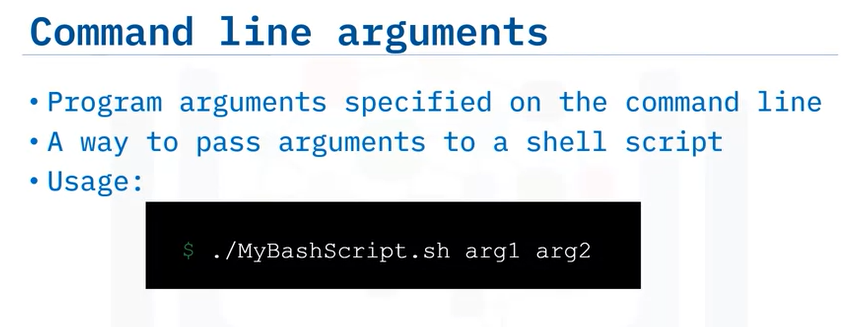 Command line arguments
• Program arguments specified on the command line
• A way to pass arguments to a shell script
• Usage:
$ ./MyBashScript.sh arg1 arg2